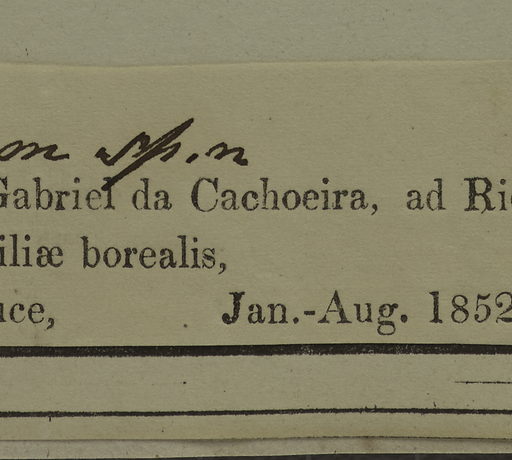 m sp. n
Gabriel da Cachoeira, ad Ri
iliæ borealis,
uce, Jan.-Aug. 1852